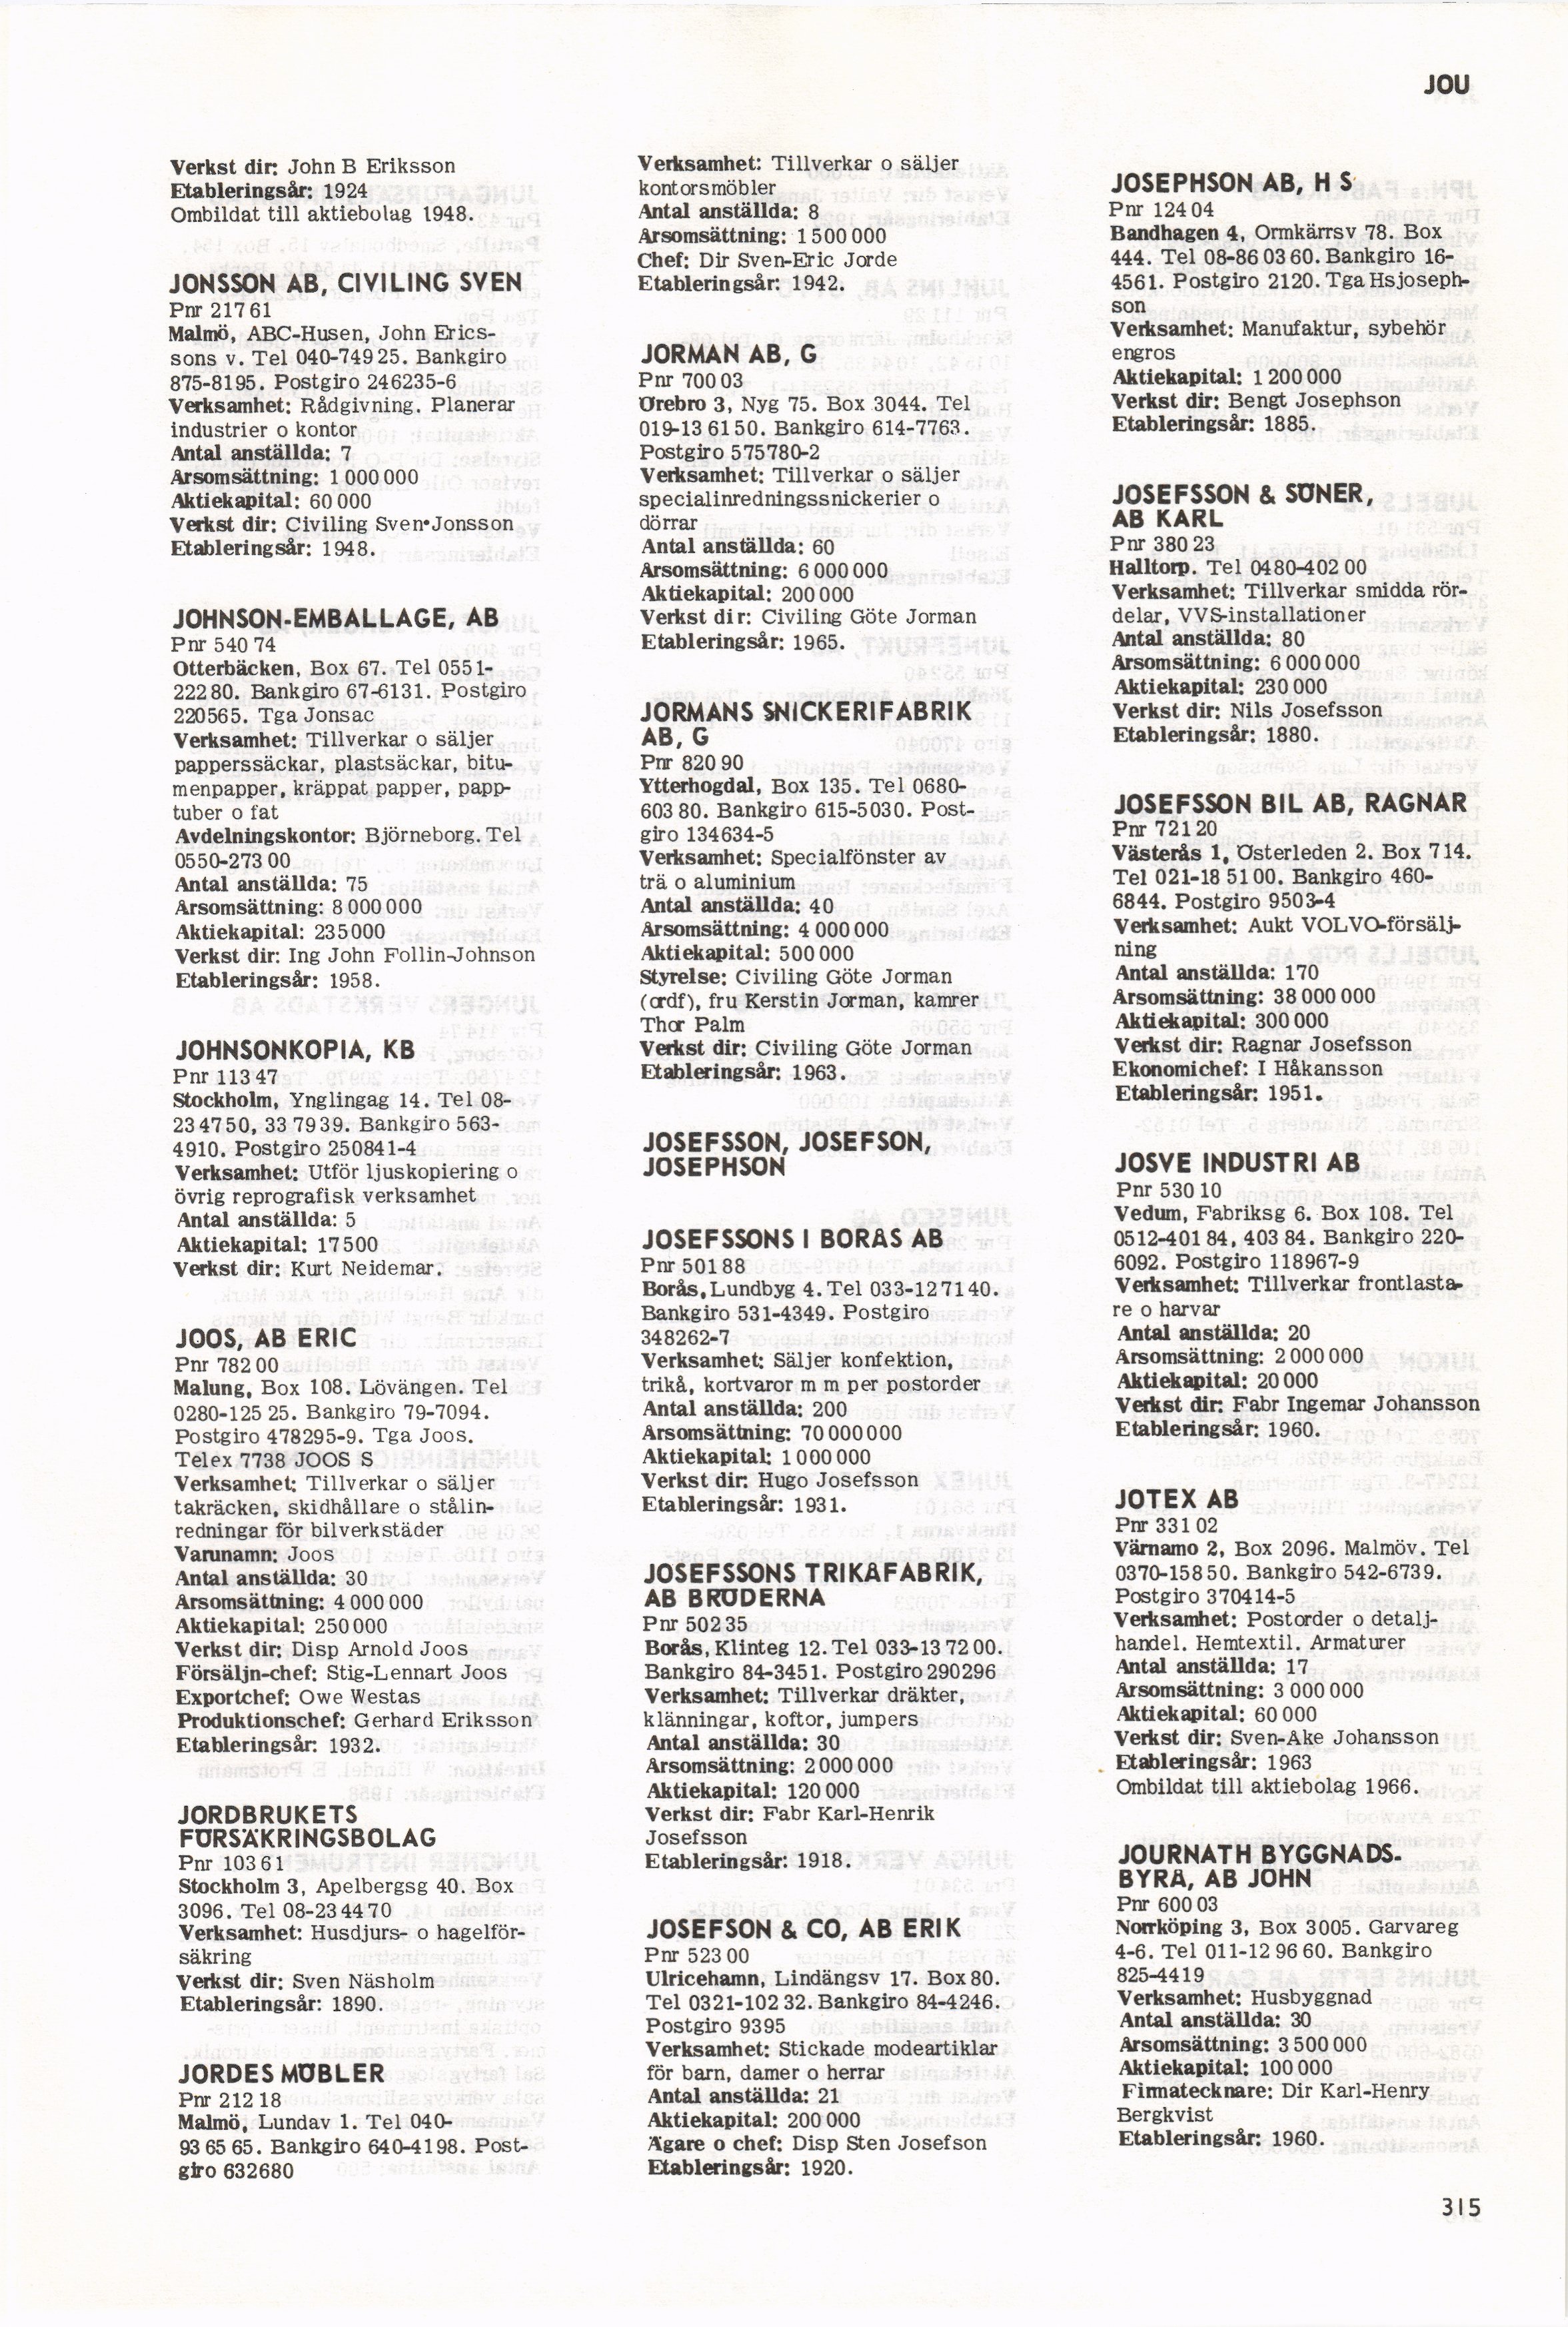 JOU
Verkst dir: John B Eriksson
Etableringsår: 1924
Ombildat till aktiebolag 1948.
JONSSON AB, CIVILING SVEN
Pnr 217 61
Malmö, ABC-Husen, John Erics-
sons v. Tel 040-749 25. Bankgiro
875-8195. Postgiro 246235-6
Verksamhet: Rådgivning. Planerar
industrier o kontor
Antal anställda: 7
Årsomsättning: 1 000 000
Aktiekapital: 60 000
Verkst dir: Civiling Sven Jonsson
Etableringsår: 1948.
JOHNSON-EMBALLAGE, AB
Pnr 540 74
Otterbäcken, Box 67. Tel 0551-
222 80. Bankgiro 67-6131. Postgiro
220565. Tga Jonsac
Verksamhet: Tillverkar o säljer
papperssäckar, plastsäckar, bitu-
menpapper, kräppat papper, papp-
tuber o fat
Avdelningskontor: Björneborg. Tel
0550-273 00
Antal anställda: 75
Årsomsättning: 8 000 000
Aktiekapital: 235 000
Verkst dir: Ing John Follin-Johnson
Etableringsår: 1958.
JOHNSONKOPIA, KB
Pnr 113 47
Stockholm, Ynglingag 14. Tel 08-
23 47 50, 33 79 39. Bankgiro 563-
4910. Postgiro 250841-4
Verksamhet: Utför ljuskopiering o
övrig reprografisk verksamhet
Antal anställda: 5
Aktiekapital: 17 500
Verkst dir: Kurt Neidemar.
JOOS, AB ERIC
Pnr 782 00
Malung, Box 108. Lövängen. Tel
0280-125 25. Bankgiro 79-7094.
Postgiro 478295-9. Tga Joos.
Telex 7738 JOOS S
Verksamhet: Tillverkar o säljer
takräcken, skidhållare o stålin-
redningar för bilverkstäder
Varunamn: Joos
Antal anställda: 30
Årsomsättning: 4 000 000
Aktiekapital: 250 000
Verkst dir: Disp Arnold Joos
Försäljn-chef: Stig-Lennart Joos
Exportchef: Owe Westas
Produktionschef: Gerhard Eriksson
Etableringsår: 1932.
JORDBRUKETS
FÖRSÄKRINGSBOLAG
Pnr 103 61
Stockholm 3, Apelbergsg 40. Box
3096. Tel 08-23 44 70
Verksamhet: Husdjurs- o hagelför-
säkring
Verkst dir: Sven Näsholm
Etableringsår: 1890.
JORDES MÖBLER
Pnr 212 18
Malmö, Lundav 1. Tel 040-
93 65 65. Bankgiro 640-4198. Post-
giro 632680
Verksamhet: Tillverkar o säljer
kontorsmöbler
Antal anställda: 8
Årsomsättning: 1 500 000
Chef: Dir Sven-Eric Jorde
Etableringsår: 1942.
JORMAN AB, G
Pnr 700 03
Örebro 3, Nyg 75. Box 3044. Tel
019-13 61 50. Bankgiro 614-7763.
Postgiro 575780-2
Verksamhet: Tillverkar o säljer
specialinredningssnickerier o
dörrar
Antal anställda: 60
Årsomsättning: 6 000 000
Aktiekapital: 200 000
Verkst dir: Civiling Göte Jorman
Etableringsår: 1965.
JORMANS SNICKERIFABRIK
AB, G
Pnr 820 90
Ytterhogdal, Box 135. Tel 0680-
603 80. Bankgiro 615-5030. Post-
giro 134634-5
Verksamhet: Specialfönster av
trä o aluminium
Antal anställda: 40
Årsomsättning: 4 000 000
Aktiekapital: 500 000
Styrelse: Civiling Göte Jorman
(ordf), fru Kerstin Jorman, kamrer
Thor Palm
Verkst dir: Civiling Göte Jorman
Etableringsår: 1963.
JOSEFSSON, JOSEFSON,
JOSEPHSON
JOSEFSSONS I BORÅS AB
Pnr 501 88
Borås, Lundbyg 4. Tel 033-12 71 40.
Bankgiro 531-4349. Postgiro
348262-7
Verksamhet: Säljer konfektion,
trikå, kortvaror m m per postorder
Antal anställda: 200
Årsomsättning: 70 000 000
Aktiekapital: 1 000 000
Verkst dir: Hugo Josefsson
Etableringsår: 1931.
JOSEFSSONS TRIKÅFABRIK,
AB BRÖDERNA
Pnr 502 35
Borås, Klinteg 12. Tel 033-13 72 00.
Bankgiro 84-3451. Postgiro 290296
Verksamhet: Tillverkar dräkter,
klänningar, koftor, jumpers
Antal anställda: 30
Årsomsättning: 2 000 000
Aktiekapital: 120 000
Verkst dir: Fabr Karl-Henrik
Josefsson
Etableringsår: 1918.
JOSEFSON & CO, AB ERIK
Pnr 523 00
Ulricehamn, Lindängsv 17. Box 80.
Tel 0321-102 32. Bankgiro 84-4246.
Postgiro 9395
Verksamhet: Stickade modeartiklar
för barn, damer o herrar
Antal anställda: 21
Aktiekapital: 200 000
Ägare o chef: Disp Sten Josefson
Etableringsår: 1920.
JOSEPHSON AB, H S
Pnr 124 04
Bandhagen 4, Ormkärrsv 78. Box
444. Tel 08-86 03 60. Bankgiro 16-
4561. Postgiro 2120. Tga Hsjoseph-
son
Verksamhet: Manufaktur, sybehör
engros
Aktiekapital: 1 200 000
Verkst dir: Bengt Josephson
Etableringsår: 1885.
JOSEFSSON & SÖNER,
AB KARL
Pnr 380 23
Halltorp. Tel 0480-402 00
Verksamhet: Tillverkar smidda rör-
delar, VVS-installationer
Antal anställda: 80
Årsomsättning: 6 000 000
Aktiekapital: 230 000
Verkst dir: Nils Josefsson
Etableringsår: 1880.
JOSEFSSON BIL AB, RAGNAR
Pnr 721 20
Västerås 1, Österleden 2. Box 714.
Tel 021-18 51 00. Bankgiro 460-
6844. Postgiro 9503-4
Verksamhet: Aukt VOLVO-försälj-
ning
Antal anställda: 170
Årsomsättning: 38 000 000
Aktiekapital: 300 000
Verkst dir: Ragnar Josefsson
Ekonomichef: I Håkansson
Etableringsår: 1951.
JOSVE INDUSTRI AB
Pnr 530 10
Vedum, Fabriksg 6. Box 108. Tel
0512-401 84, 403 84. Bankgiro 220-
6092. Postgiro 118967-9
Verksamhet: Tillverkar frontlasta-
re o harvar
Antal anställda: 20
Årsomsättning: 2 000 000
Aktiekapital: 20 000
Verkst dir: Fabr Ingemar Johansson
Etableringsår: 1960.
JOTEX AB
Pnr 331 02
Värnamo 2, Box 2096. Malmöv. Tel
0370-158 50. Bankgiro 542-6739.
Postgiro 370414-5
Verksamhet: Postorder o detalj-
handel. Hemtextil. Armaturer
Antal anställda: 17
Årsomsättning: 3 000 000
Aktiekapital: 60 000
Verkst dir: Sven-Åke Johansson
Etableringsår: 1963
Ombildat till aktiebolag 1966.
JOURNATH BYGGNADS-
BYRÅ, AB JOHN
Pnr 600 03
Norrköping 3, Box 3005. Garvareg
4-6. Tel 011-12 96 60. Bankgiro
825-4419
Verksamhet: Husbyggnad
Antal anställda: 30
Årsomsättning: 3 500 000
Aktiekapital: 100 000
Firmatecknare: Dir Karl-Henry
Bergkvist
Etableringsår: 1960.
315